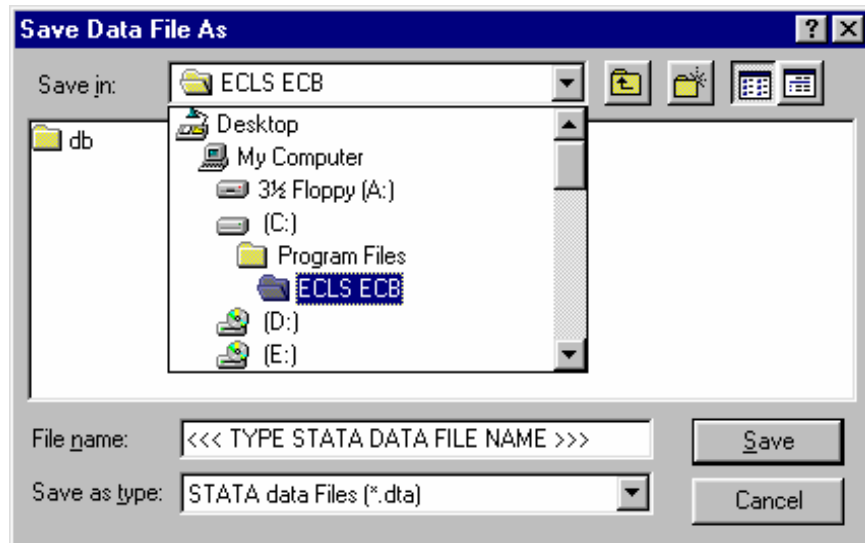 Save Data File As
Save in: ECLS ECB
db
Desktop
My Computer
3½ Floppy (A:)
(C:)
Program Files
ECLS ECB
(D:)
(E:)
File name: <<< TYPE STATA DATA FILE NAME >>> Save
Save as type: STATA data Files (*.dta) Cancel